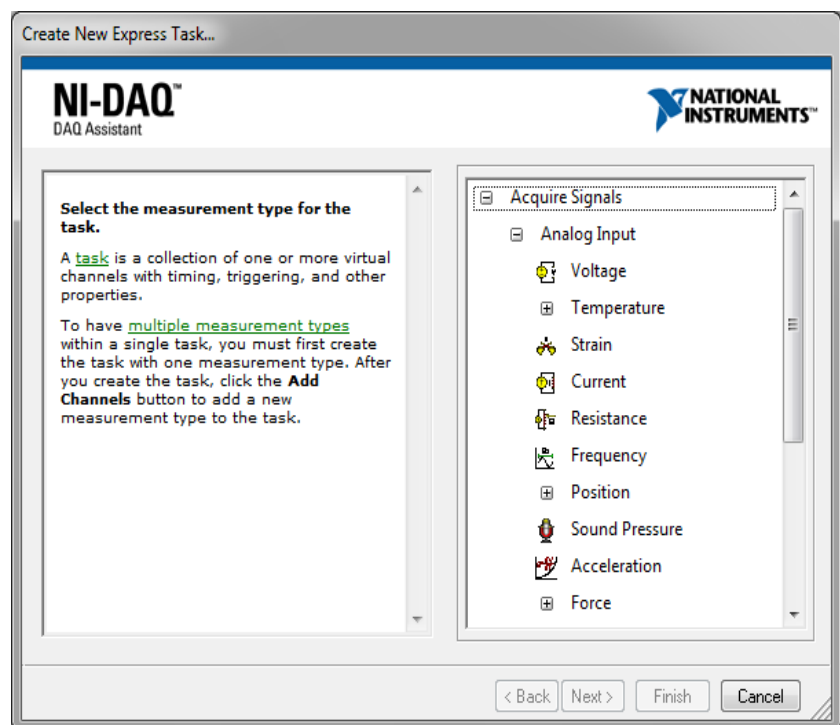 Create New Express Task...
NI-DAQ™
DAQ Assistant
NATIONAL
INSTRUMENTS™
Select the measurement type for the
task.
A task is a collection of one or more virtual
channels with timing, triggering, and other
properties.
To have multiple measurement types
within a single task, you must first create
the task with one measurement type. After
you create the task, click the Add
Channels button to add a new
measurement type to the task.
Acquire Signals
Analog Input
Voltage
Temperature
Strain
Current
Resistance
Frequency
Position
Sound Pressure
Acceleration
Force
< Back Next > Finish Cancel